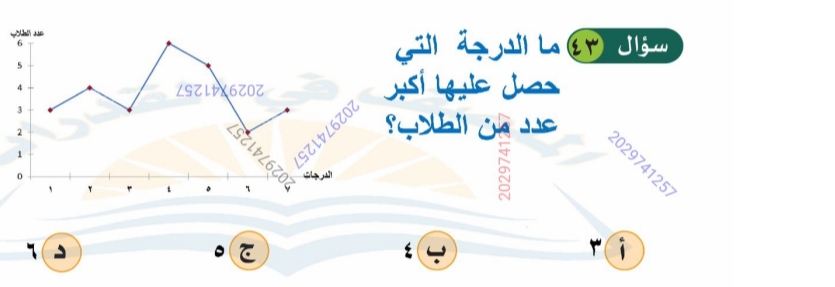 سؤال ٤٣ ما الدرجة التي
حصل عليها أكبر
عدد من الطلاب؟
عدد الطلاب
6
5
4
3
2
1
0
١ ٢ ٣ ٤ ٥ ٦ ٧
الدرجات
2029741257
2029741257
2029741257
2029741257
2029741257
2029741257
أ ٣
ب ٤
ج ٥
د ٦